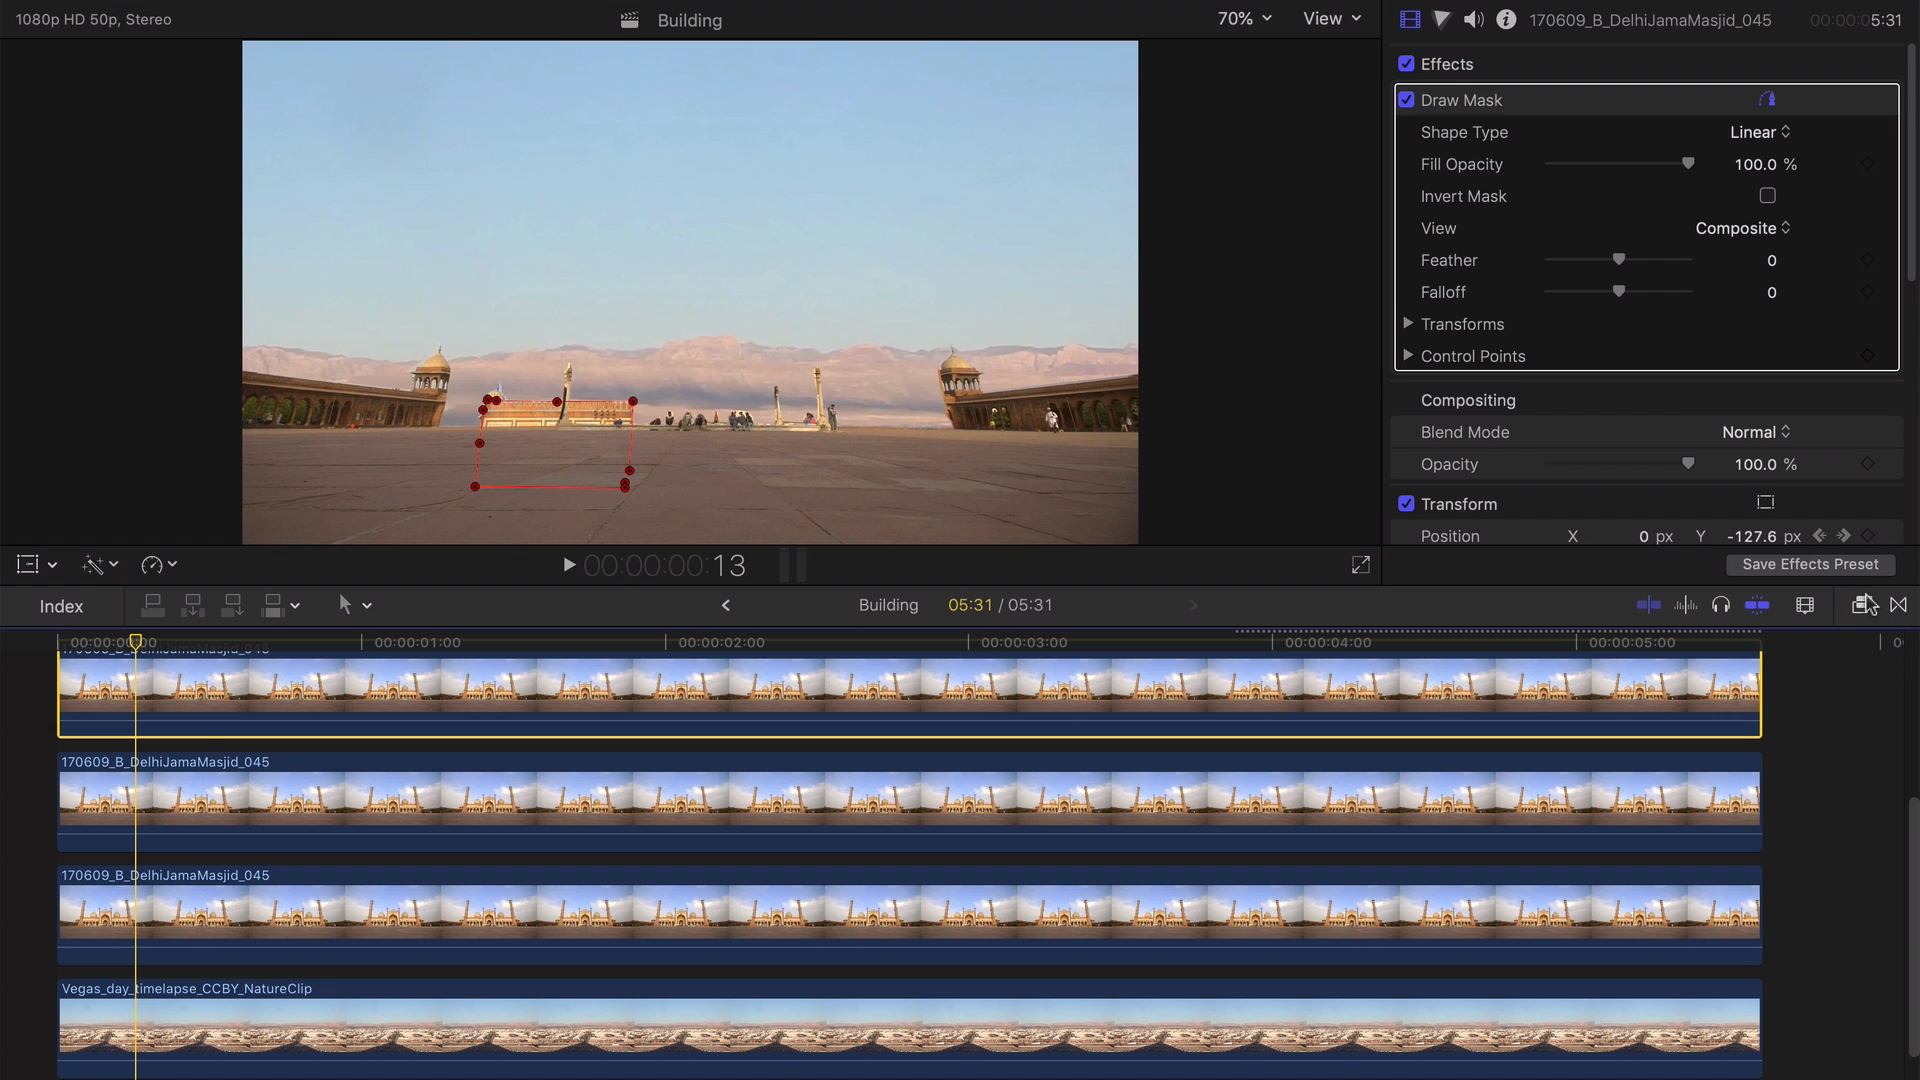 1080p HD 50p, Stereo
Building
70%
View
170609_B_DelhiJamaMasjid_045
00:00:05:31
Effects
Draw Mask
Shape Type
Linear
Fill Opacity
100.0 %
Invert Mask
View
Composite
Feather
0
Falloff
0
Transforms
Control Points
Compositing
Blend Mode
Normal
Opacity
100.0 %
Transform
Position X 0 px Y -127.6 px
00:00:00:13
Save Effects Preset
Index
Building
05:31 / 05:31
00:00:01:00
00:00:02:00
00:00:03:00
00:00:04:00
00:00:05:00
170609_B_DelhiJamaMasjid_045
170609_B_DelhiJamaMasjid_045
Vegas_day_timelapse_CCBY_NatureClip